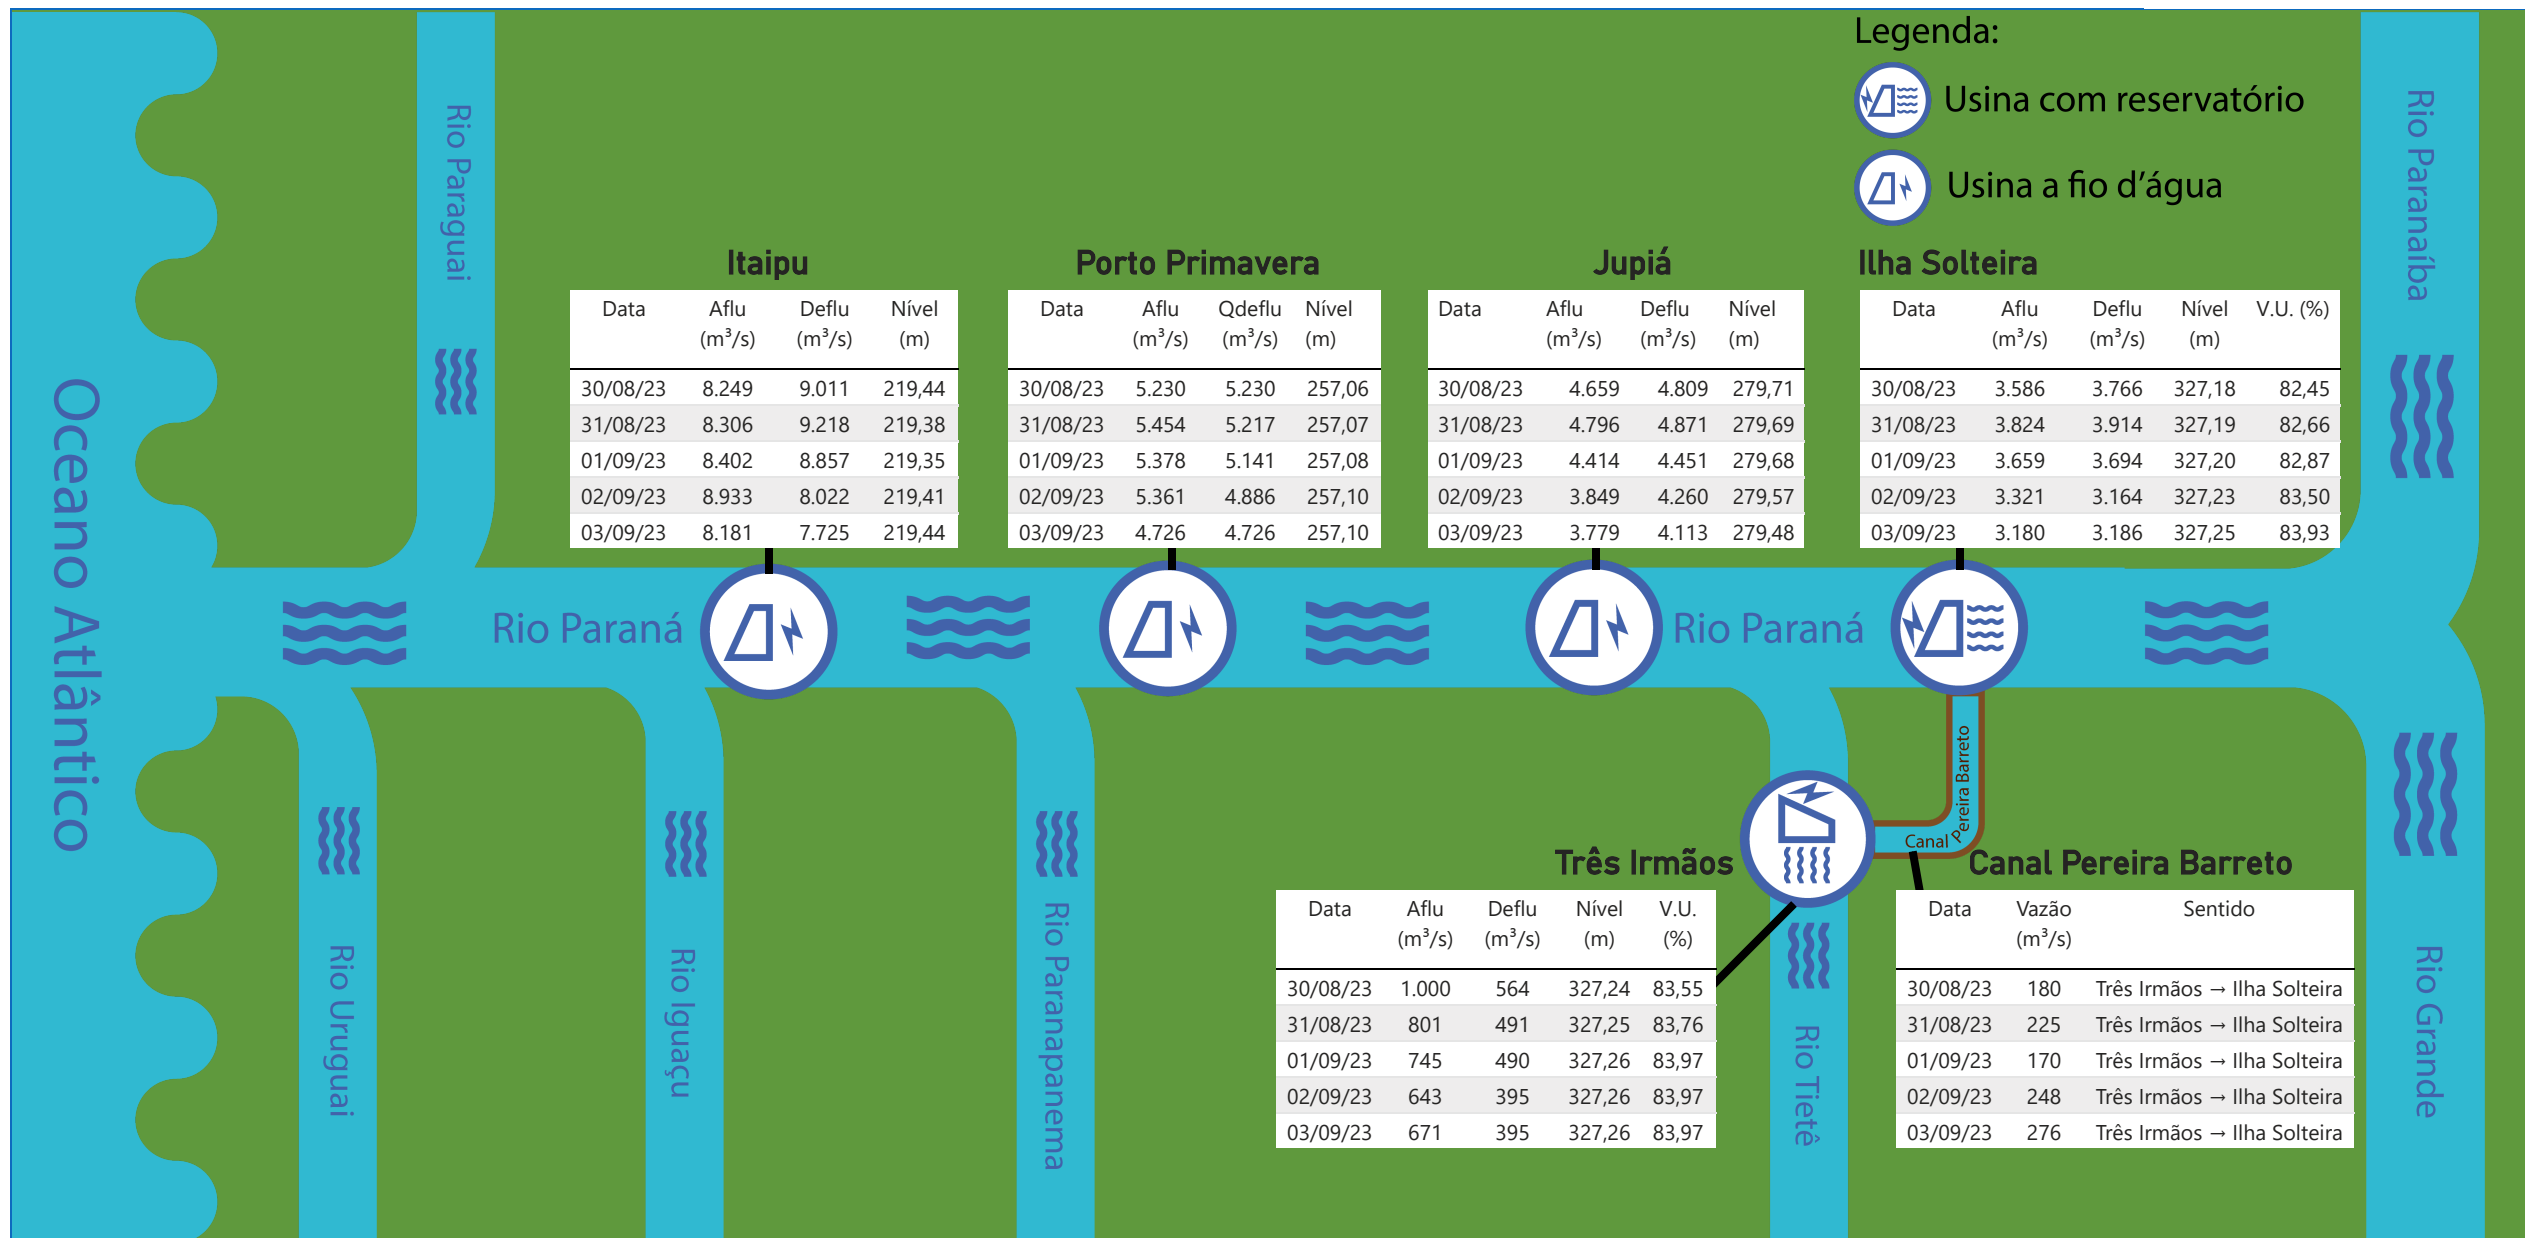 Legenda:
Usina com reservatório
Usina a fio d'água
Oceano Atlântico
Rio Paraguai
Rio Paranaíba
Itaipu
Data Aflu Deflu Nível
(m³/s) (m³/s) (m)
30/08/23 8.249 9.011 219,44
31/08/23 8.306 9.218 219,38
01/09/23 8.402 8.857 219,35
02/09/23 8.933 8.022 219,41
03/09/23 8.181 7.725 219,44
Porto Primavera
Data Aflu Qdeflu Nível
(m³/s) (m³/s) (m)
30/08/23 5.230 5.230 257,06
31/08/23 5.454 5.217 257,07
01/09/23 5.378 5.141 257,08
02/09/23 5.361 4.886 257,10
03/09/23 4.726 4.726 257,10
Jupiá
Data Aflu Deflu Nível
(m³/s) (m³/s) (m)
30/08/23 4.659 4.809 279,71
31/08/23 4.796 4.871 279,69
01/09/23 4.414 4.451 279,68
02/09/23 3.849 4.260 279,57
03/09/23 3.779 4.113 279,48
Ilha Solteira
Data Aflu Deflu Nível V.U. (%)
(m³/s) (m³/s) (m)
30/08/23 3.586 3.766 327,18 82,45
31/08/23 3.824 3.914 327,19 82,66
01/09/23 3.659 3.694 327,20 82,87
02/09/23 3.321 3.164 327,23 83,50
03/09/23 3.180 3.186 327,25 83,93
Rio Paraná
Rio Paraná
Canal Pereira Barreto
Três Irmãos
Data Aflu Deflu Nível V.U.
(m³/s) (m³/s) (m) (%)
30/08/23 1.000 564 327,24 83,55
31/08/23 801 491 327,25 83,76
01/09/23 745 490 327,26 83,97
02/09/23 643 395 327,26 83,97
03/09/23 671 395 327,26 83,97
Canal Pereira Barreto
Data Vazão Sentido
(m³/s)
30/08/23 180 Três Irmãos → Ilha Solteira
31/08/23 225 Três Irmãos → Ilha Solteira
01/09/23 170 Três Irmãos → Ilha Solteira
02/09/23 248 Três Irmãos → Ilha Solteira
03/09/23 276 Três Irmãos → Ilha Solteira
Rio Uruguai
Rio Iguaçu
Rio Paranapanema
Rio Tietê
Rio Grande